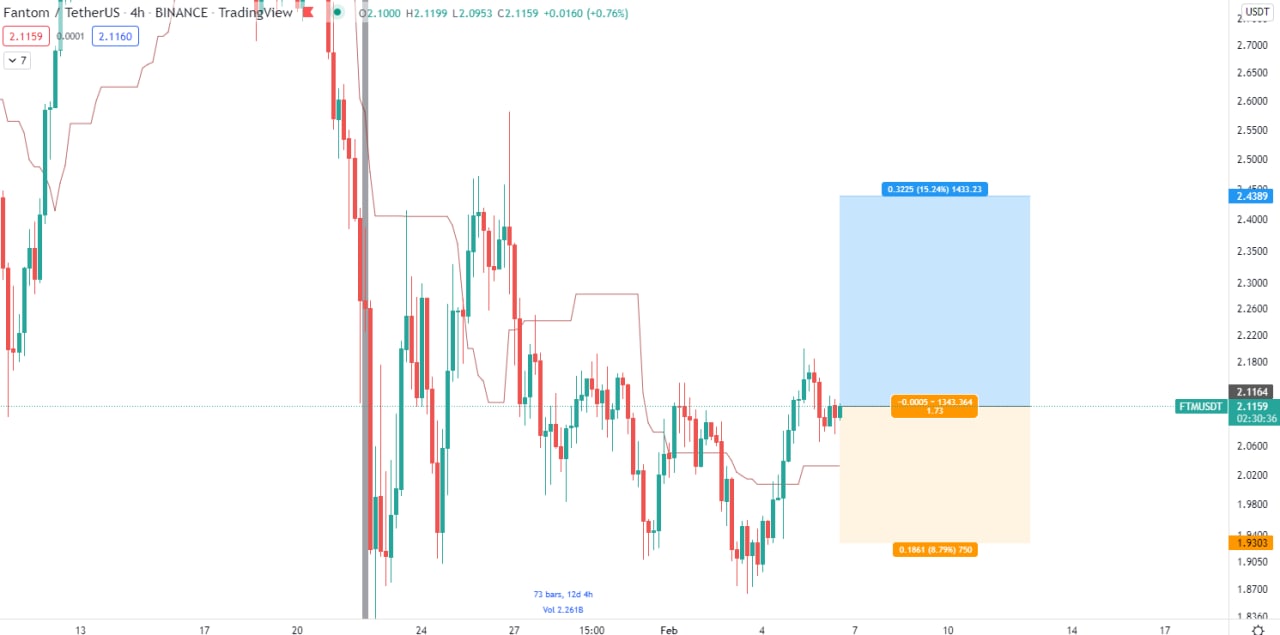 Fantom / TetherUS · 4h · BINANCE · TradingView O2.1000 H2.1199 L2.0953 C2.1159 +0.0160 (+0.76%)
USDT
2.1159 0.0001 2.1160
7
2.7000
2.6500
2.6000
2.5500
2.5000
0.3225 (15.24%) 1433.23
2.4389
2.4000
2.3500
2.3000
2.2600
2.2200
2.1800
2.1164
-0.0005 ~ 1343.364
1.73
FTMUSDT 2.1159
02:30:36
2.0600
2.0200
1.9800
1.9303
0.1861 (8.79%) 750
1.9050
1.8700
1.8360
73 bars, 12d 4h
Vol 2.261B
13 17 20 24 27 15:00 Feb 4 7 10 14 17